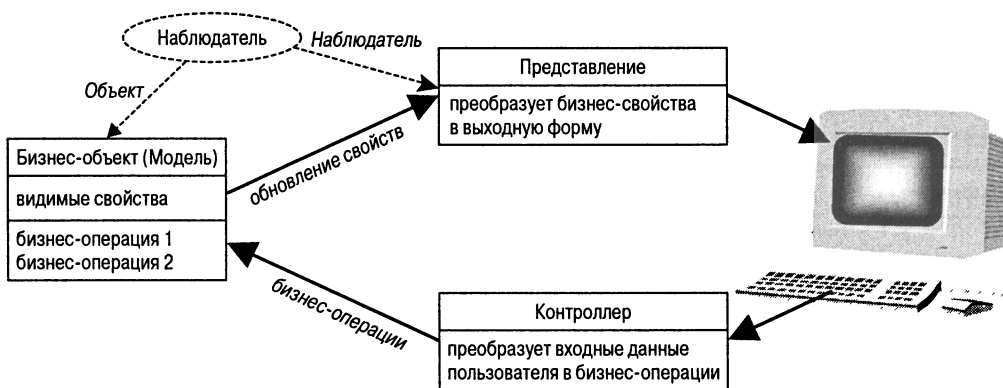 Наблюдатель
Наблюдатель
Объект
Представление
преобразует бизнес-свойства
в выходную форму
обновление свойств
Бизнес-объект (Модель)
видимые свойства
бизнес-операция 1
бизнес-операция 2
бизнес-операции
Контроллер
преобразует входные данные
пользователя в бизнес-операции